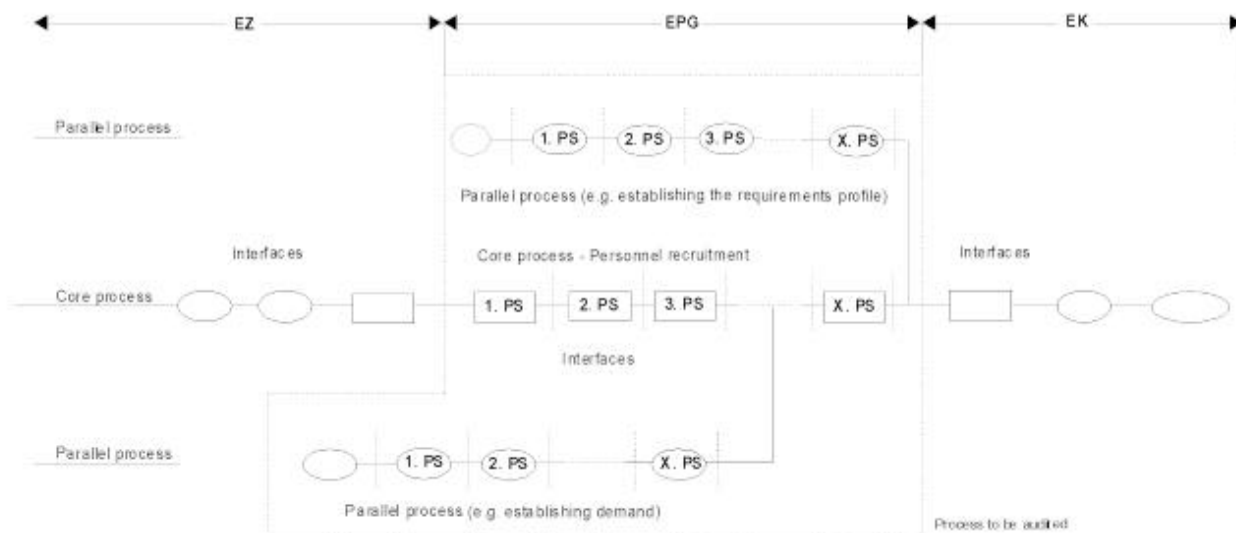 EZ EPG EK
Parallel process
1. PS 2. PS 3. PS X. PS
Parallel process (e.g. establishing the requirements profile)
Interfaces Core process - Personnel recruitment Interfaces
Core process 1. PS 2. PS 3. PS X. PS
Interfaces
Parallel process
1. PS 2. PS X. PS
Parallel process (e.g. establishing demand)
Process to be audited